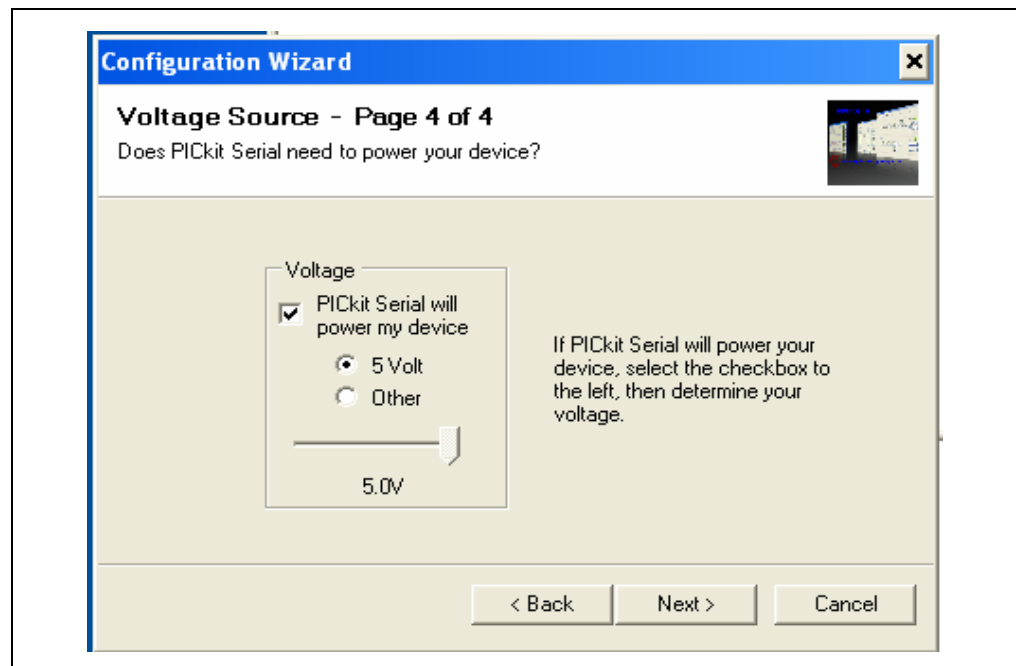 Configuration Wizard
Voltage Source - Page 4 of 4
Does PICkit Serial need to power your device?
Voltage
PICkit Serial will
power my device
5 Volt
Other
5.0V
If PICkit Serial will power your
device, select the checkbox to
the left, then determine your
voltage.
< Back
Next >
Cancel